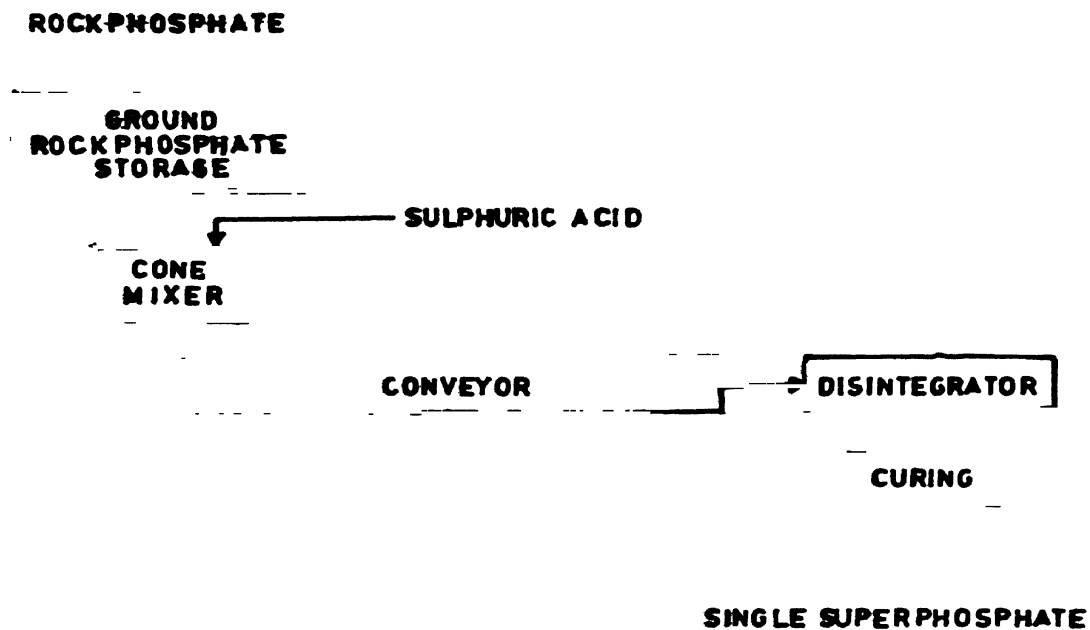 ROCKPHOSPHATE
GROUND
ROCKPHOSPHATE
STORAGE
SULPHURIC ACID
CONE
MIXER
CONVEYOR
DISINTEGRATOR
CURING
SINGLE SUPERPHOSPHATE